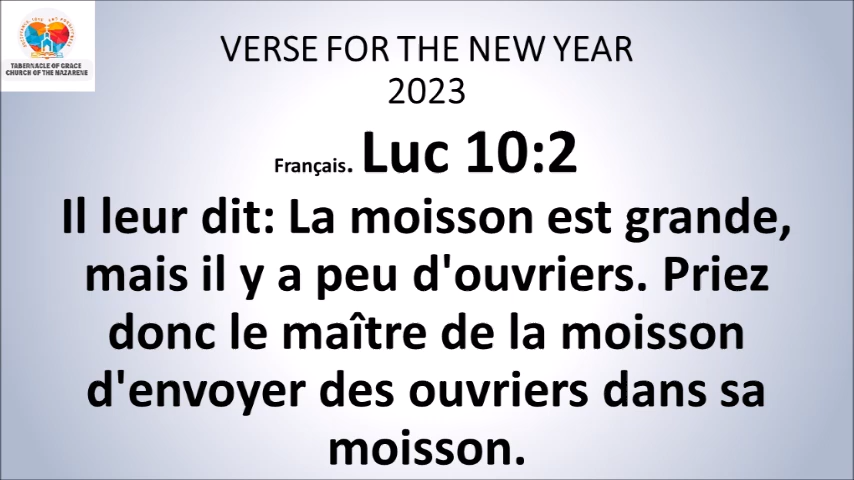 TABERNACLE OF GRACE
CHURCH OF THE NAZARENE
VERSE FOR THE NEW YEAR
2023
Français. Luc 10:2
Il leur dit: La moisson est grande,
mais il y a peu d'ouvriers. Priez
donc le maître de la moisson
d'envoyer des ouvriers dans sa
moisson.